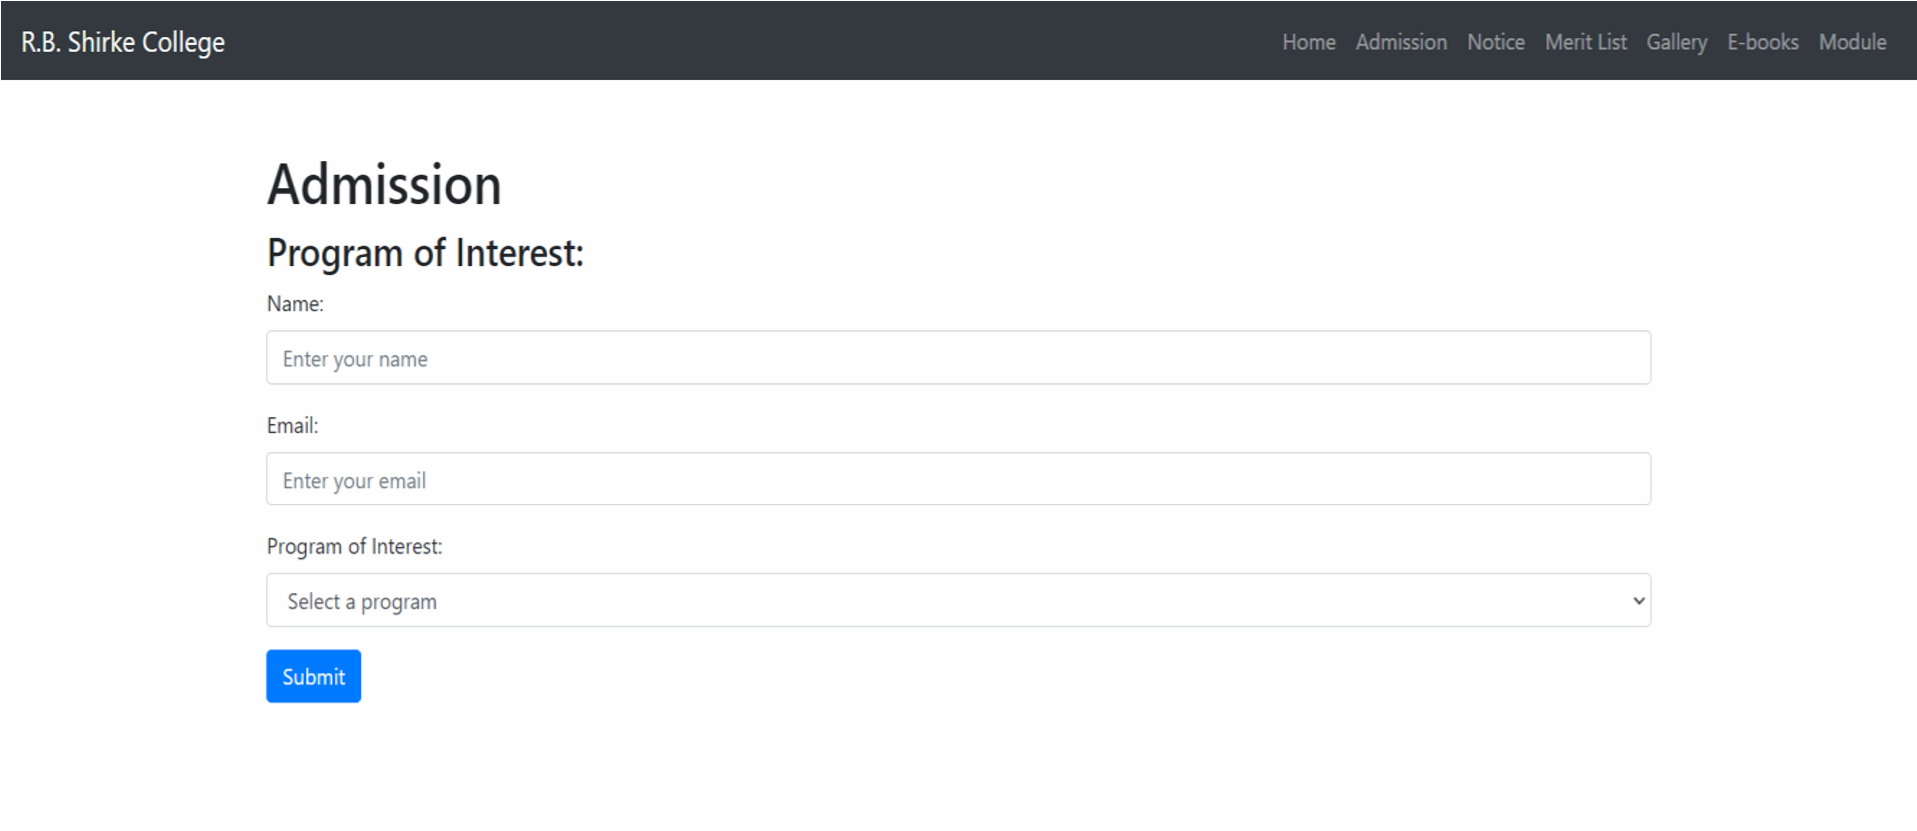 R.B. Shirke College Home Admission Notice Merit List Gallery E-books Module
Admission
Program of Interest:
Name:
Enter your name
Email:
Enter your email
Program of Interest:
Select a program
Submit